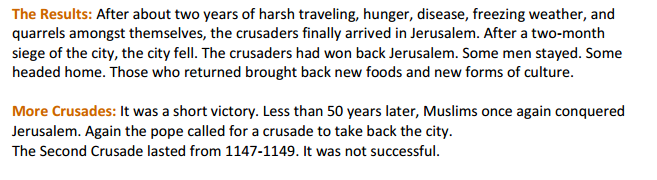 The Results: After about two years of harsh traveling, hunger, disease, freezing weather, and
quarrels amongst themselves, the crusaders finally arrived in Jerusalem. After a two-month
siege of the city, the city fell. The crusaders had won back Jerusalem. Some men stayed. Some
headed home. Those who returned brought back new foods and new forms of culture.
More Crusades: It was a short victory. Less than 50 years later, Muslims once again conquered
Jerusalem. Again the pope called for a crusade to take back the city.
The Second Crusade lasted from 1147-1149. It was not successful.